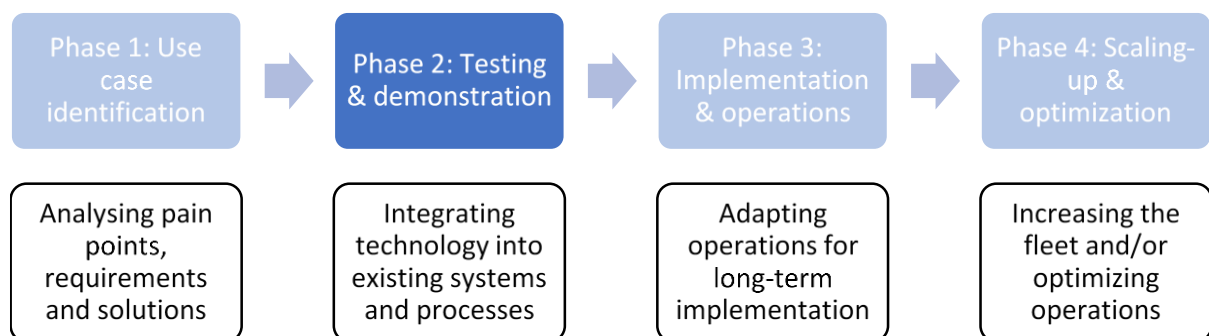 Phase 1: Use
case
identification
Phase 2: Testing
& demonstration
Phase 3:
Implementation
& operations
Phase 4: Scaling-
up &
optimization
Analysing pain
points,
requirements
and solutions
Integrating
technology into
existing systems
and processes
Adapting
operations for
long-term
implementation
Increasing the
fleet and/or
optimizing
operations